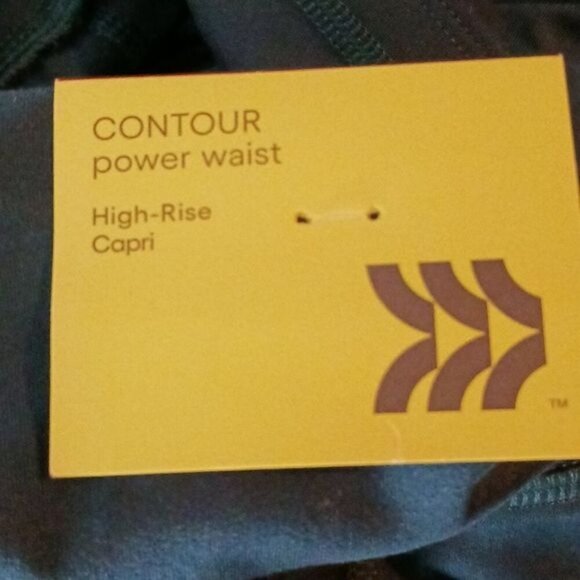 CONTOUR
power waist
High-Rise
Capri
TM